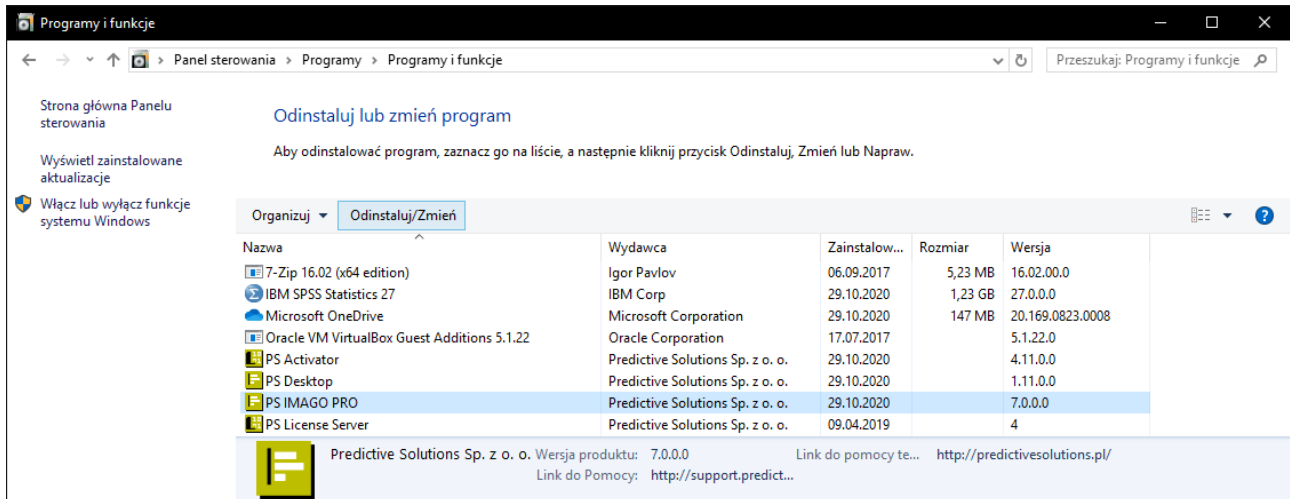 Programy i funkcje
Panel sterowania > Programy > Programy i funkcje
Przeszukaj: Programy i funkcje
Strona główna Panelu
sterowania
Wyświetl zainstalowane
aktualizacje
Włącz lub wyłącz funkcje
systemu Windows
Odinstaluj lub zmień program
Aby odinstalować program, zaznacz go na liście, a następnie kliknij przycisk Odinstaluj, Zmień lub Napraw.
Organizuj Odinstaluj/Zmień
Nazwa Wydawca Zainstalow... Rozmiar Wersja
7-Zip 16.02 (x64 edition) Igor Pavlov 06.09.2017 5,23 MB 16.02.00.0
IBM SPSS Statistics 27 IBM Corp 29.10.2020 1,23 GB 27.0.0.0
Microsoft OneDrive Microsoft Corporation 29.10.2020 147 MB 20.169.0823.0008
Oracle VM VirtualBox Guest Additions 5.1.22 Oracle Corporation 17.07.2017 5.1.22.0
PS Activator Predictive Solutions Sp. z o. o. 29.10.2020 4.11.0.0
PS Desktop Predictive Solutions Sp. z o. o. 29.10.2020 1.11.0.0
PS IMAGO PRO Predictive Solutions Sp. z o. o. 29.10.2020 7.0.0.0
PS License Server Predictive Solutions Sp. z o. o. 09.04.2019 4
Predictive Solutions Sp. z o. o. Wersja produktu: 7.0.0.0 Link do pomocy te... http://predictivesolutions.pl/
Link do Pomocy: http://support.predict...